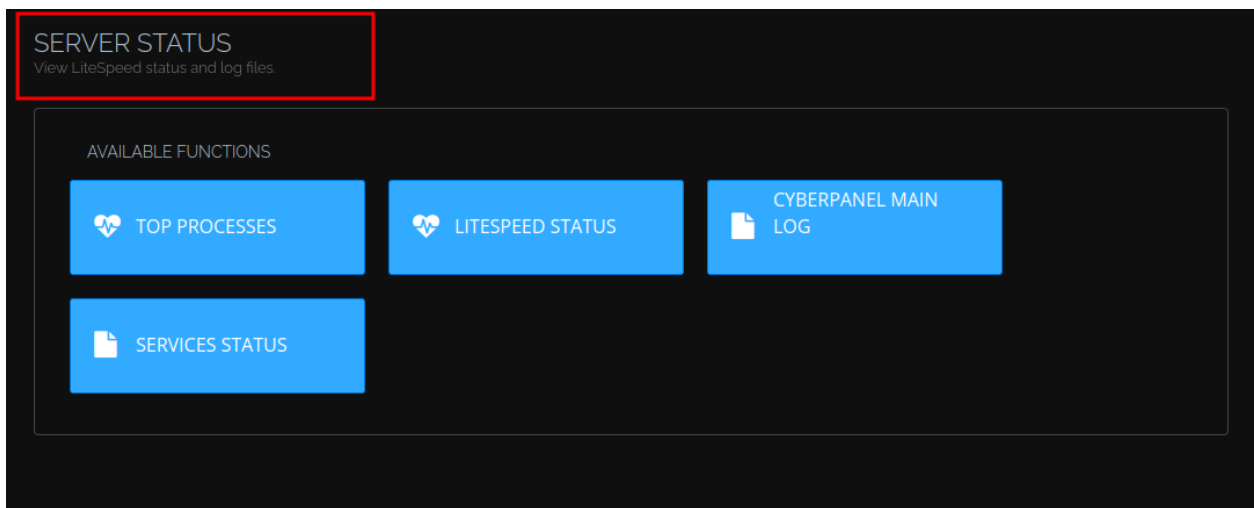 SERVER STATUS
View LiteSpeed status and log files.
AVAILABLE FUNCTIONS
TOP PROCESSES
LITESPEED STATUS
CYBERPANEL MAIN
LOG
SERVICES STATUS